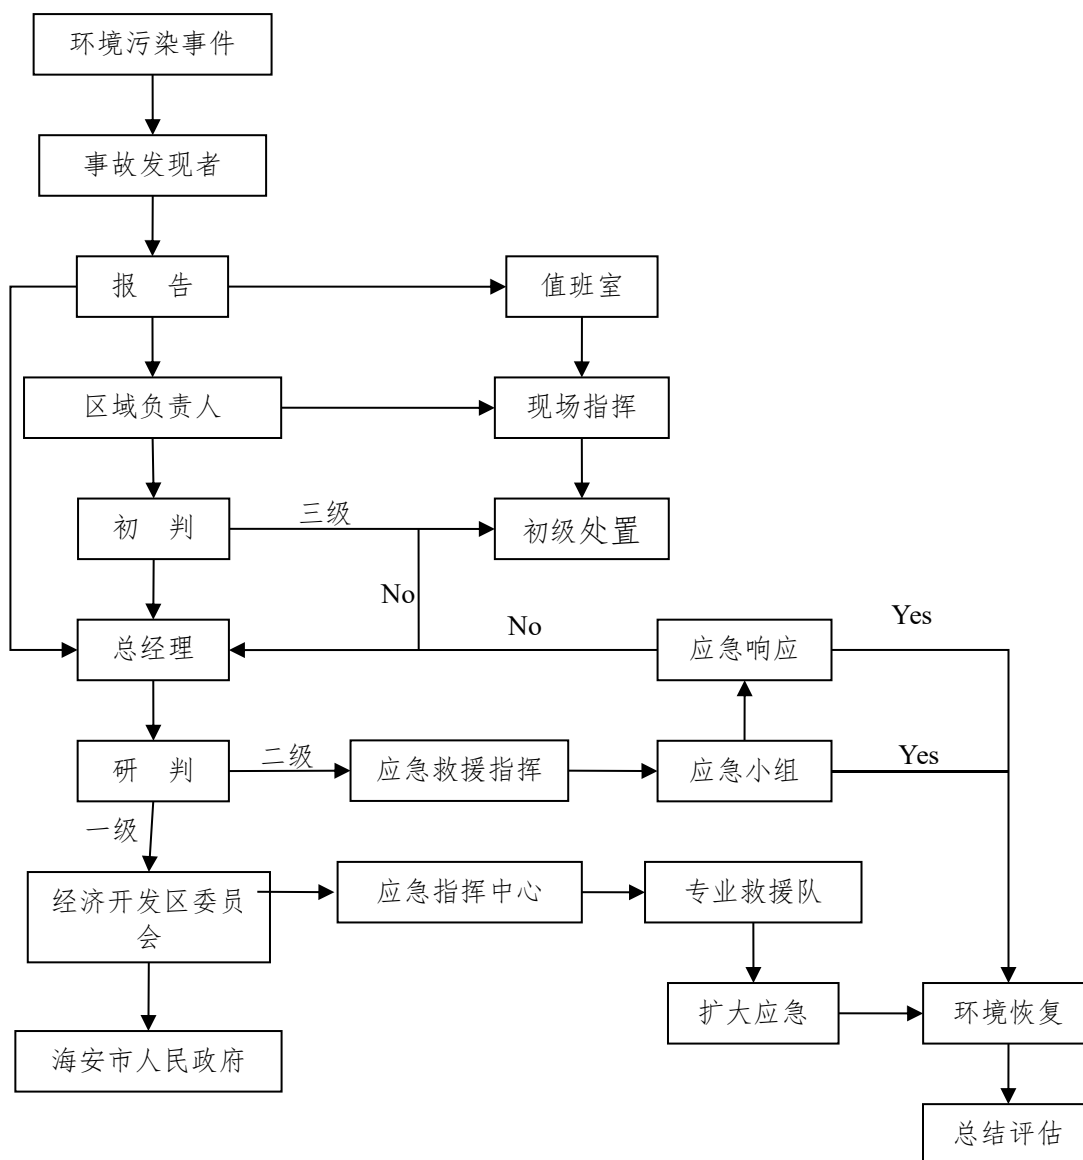 环境污染事件
事故发现者
报 告
值班室
区域负责人
现场指挥
初 判
三级
初级处置
No
总经理
No
应急响应
Yes
研 判
二级
应急救援指挥
应急小组
Yes
一级
经济开发区委员
会
应急指挥中心
专业救援队
扩大应急
环境恢复
海安市人民政府
总结评估